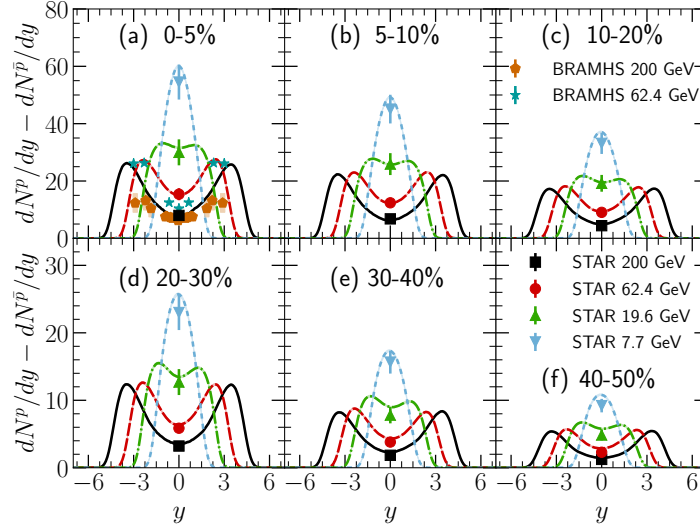 80
60
40
20
0
dN^p/dy − dN^{p̄}/dy
(a) 0-5%
(b) 5-10%
(c) 10-20%
BRAMHS 200 GeV
BRAMHS 62.4 GeV
30
20
10
0
dN^p/dy − dN^{p̄}/dy
(d) 20-30%
(e) 30-40%
STAR 200 GeV
STAR 62.4 GeV
STAR 19.6 GeV
STAR 7.7 GeV
(f) 40-50%
−6 −3 0 3 6
−6 −3 0 3 6
−6 −3 0 3 6
y
y
y